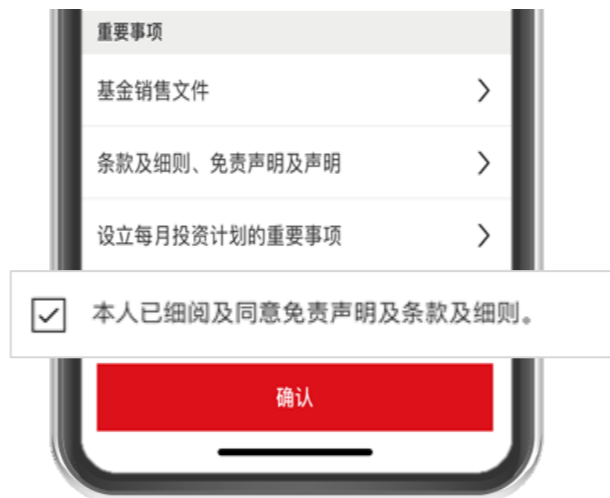 重要事项
基金销售文件
条款及细则、免责声明及声明
设立每月投资计划的重要事项
本人已细阅及同意免责声明及条款及细则。
确认